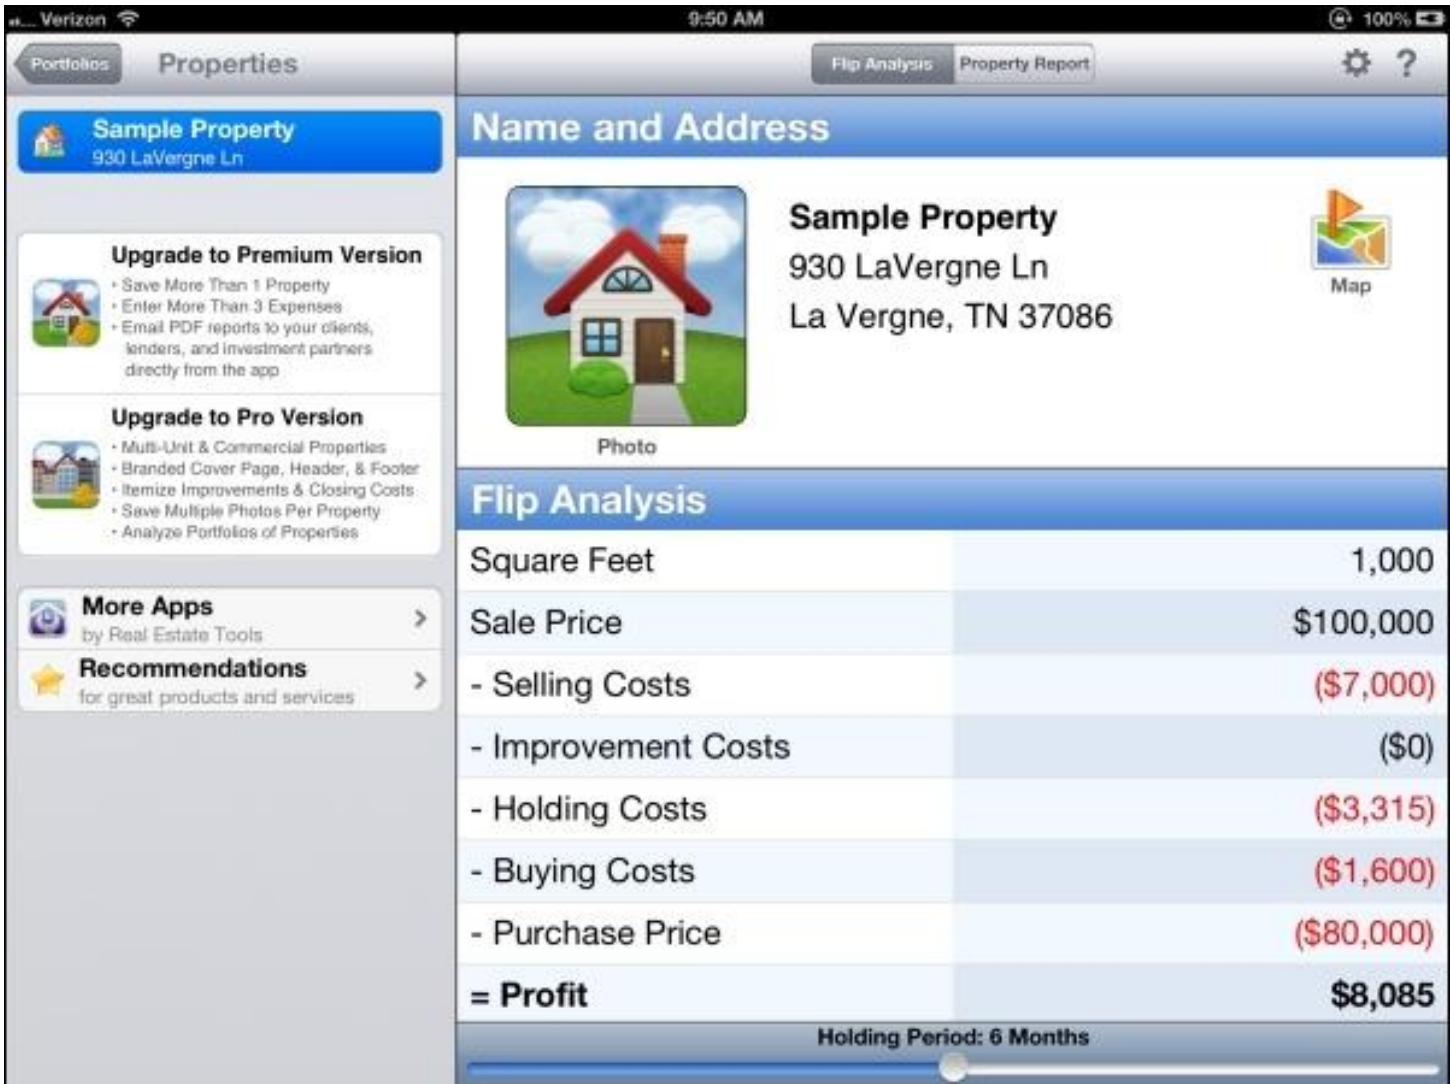 Verizon
9:50 AM
100%
Portfolios
Properties
Flip Analysis
Property Report
?
Sample Property
930 LaVergne Ln
Upgrade to Premium Version
• Save More Than 1 Property
• Enter More Than 3 Expenses
• Email PDF reports to your clients,
lenders, and investment partners
directly from the app
Upgrade to Pro Version
• Multi-Unit & Commercial Properties
• Branded Cover Page, Header, & Footer
• Itemize Improvements & Closing Costs
• Save Multiple Photos Per Property
• Analyze Portfolios of Properties
More Apps
by Real Estate Tools
Recommendations
for great products and services
Name and Address
Sample Property
930 LaVergne Ln
La Vergne, TN 37086
Photo
Map
Flip Analysis
Square Feet 1,000
Sale Price $100,000
- Selling Costs ($7,000)
- Improvement Costs ($0)
- Holding Costs ($3,315)
- Buying Costs ($1,600)
- Purchase Price ($80,000)
= Profit $8,085
Holding Period: 6 Months